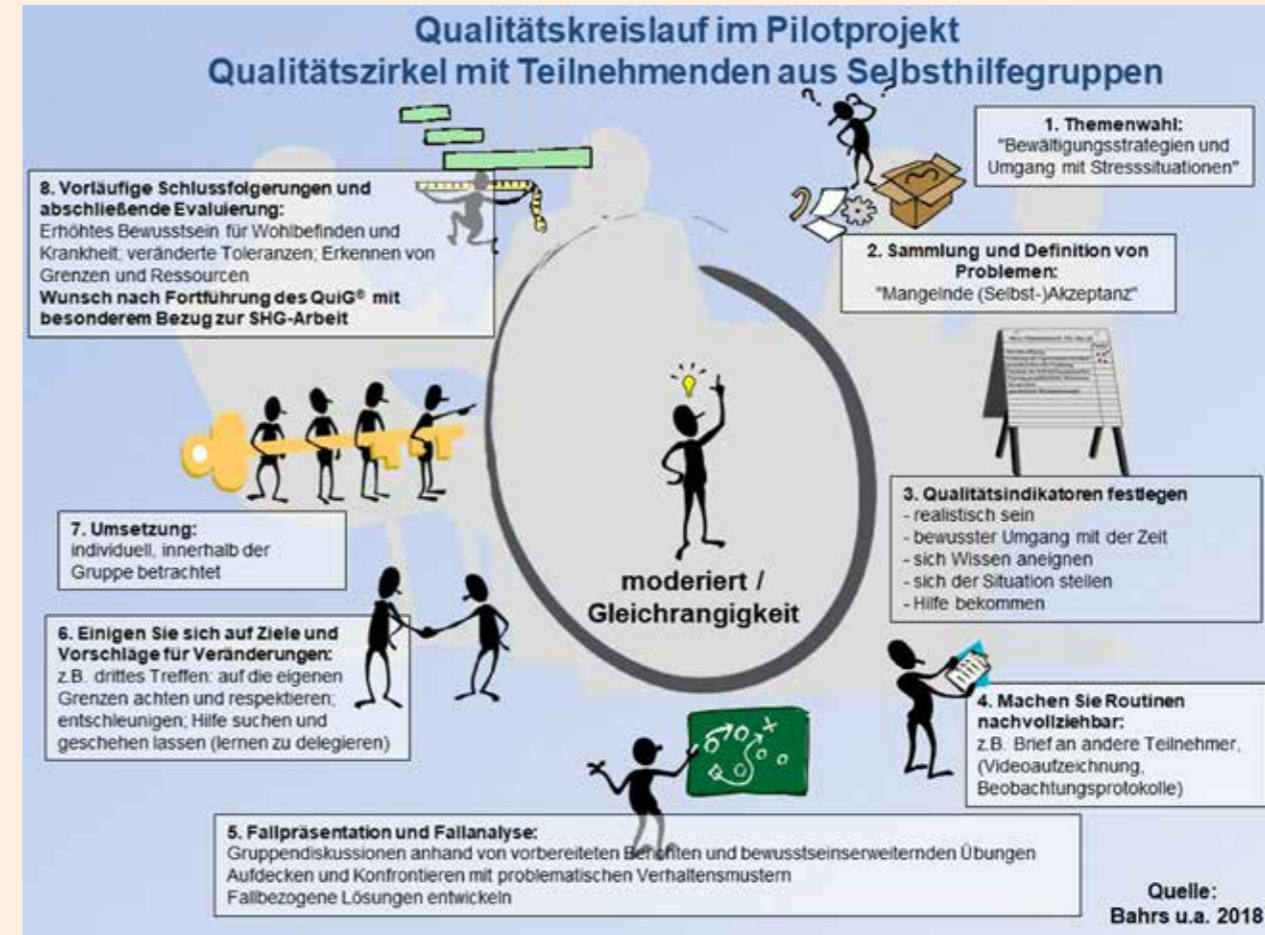 Qualitätskreislauf im Pilotprojekt
Qualitätszirkel mit Teilnehmenden aus Selbsthilfegruppen
1. Themenwahl:
"Bewältigungsstrategien und
Umgang mit Stresssituationen"
2. Sammlung und Definition von
Problemen:
"Mangelnde (Selbst-)Akzeptanz"
3. Qualitätsindikatoren festlegen
- realistisch sein
- bewusster Umgang mit der Zeit
- sich Wissen aneignen
- sich der Situation stellen
- Hilfe bekommen
4. Machen Sie Routinen
nachvollziehbar:
z.B. Brief an andere Teilnehmer,
(Videoaufzeichnung,
Beobachtungsprotokolle)
5. Fallpräsentation und Fallanalyse:
Gruppendiskussionen anhand von vorbereiteten Berichten und bewusstseinserweiternden Übungen
Aufdecken und Konfrontieren mit problematischen Verhaltensmustern
Fallbezogene Lösungen entwickeln
6. Einigen Sie sich auf Ziele und
Vorschläge für Veränderungen:
z.B. drittes Treffen: auf die eigenen
Grenzen achten und respektieren;
entschleunigen; Hilfe suchen und
geschehen lassen (lernen zu delegieren)
7. Umsetzung:
individuell, innerhalb der
Gruppe betrachtet
8. Vorläufige Schlussfolgerungen und
abschließende Evaluierung:
Erhöhtes Bewusstsein für Wohlbefinden und
Krankheit; veränderte Toleranzen; Erkennen von
Grenzen und Ressourcen
Wunsch nach Fortführung des QuiG® mit
besonderem Bezug zur SHG-Arbeit
moderiert /
Gleichrangigkeit
Quelle:
Bahrs u.a. 2018